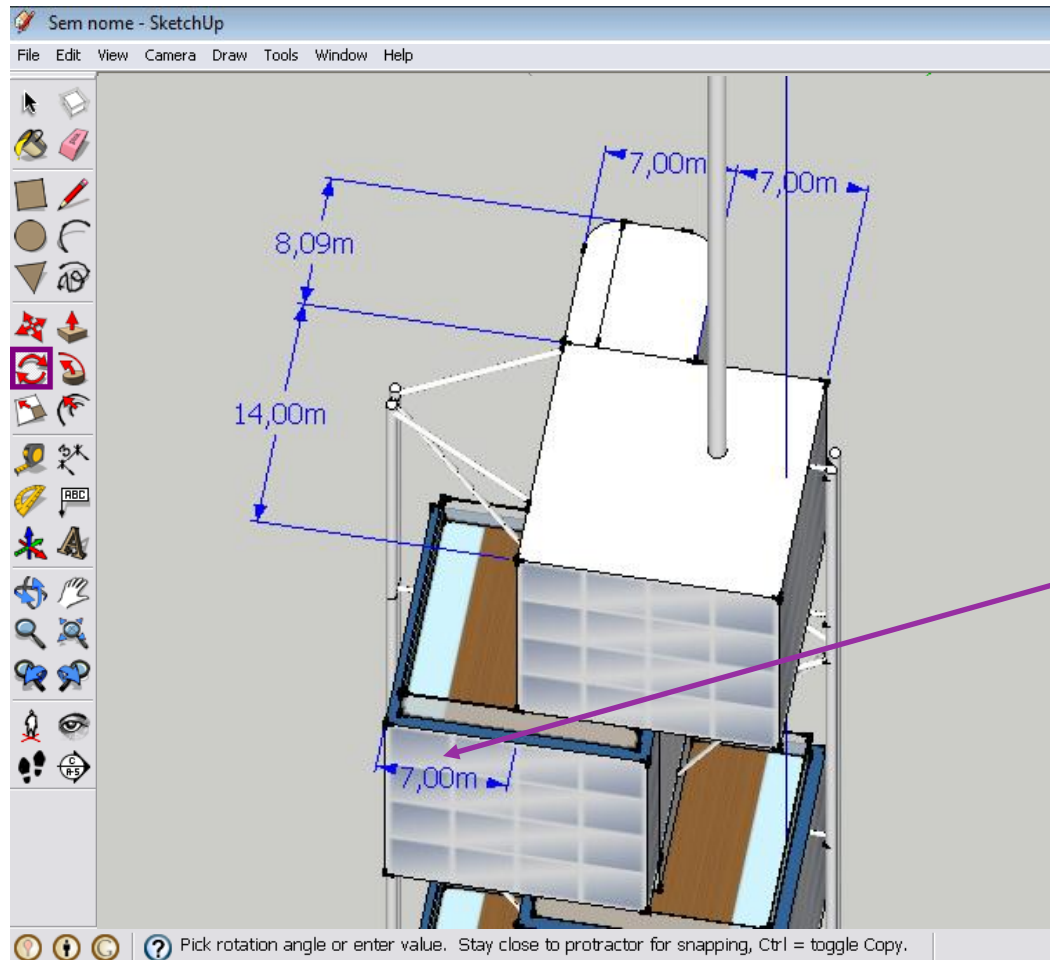 Sem nome - SketchUp
File Edit View Camera Draw Tools Window Help
7,00m
7,00m
8,09m
14,00m
7,00m
ABC
C
A-5
Pick rotation angle or enter value. Stay close to protractor for snapping, Ctrl = toggle Copy.